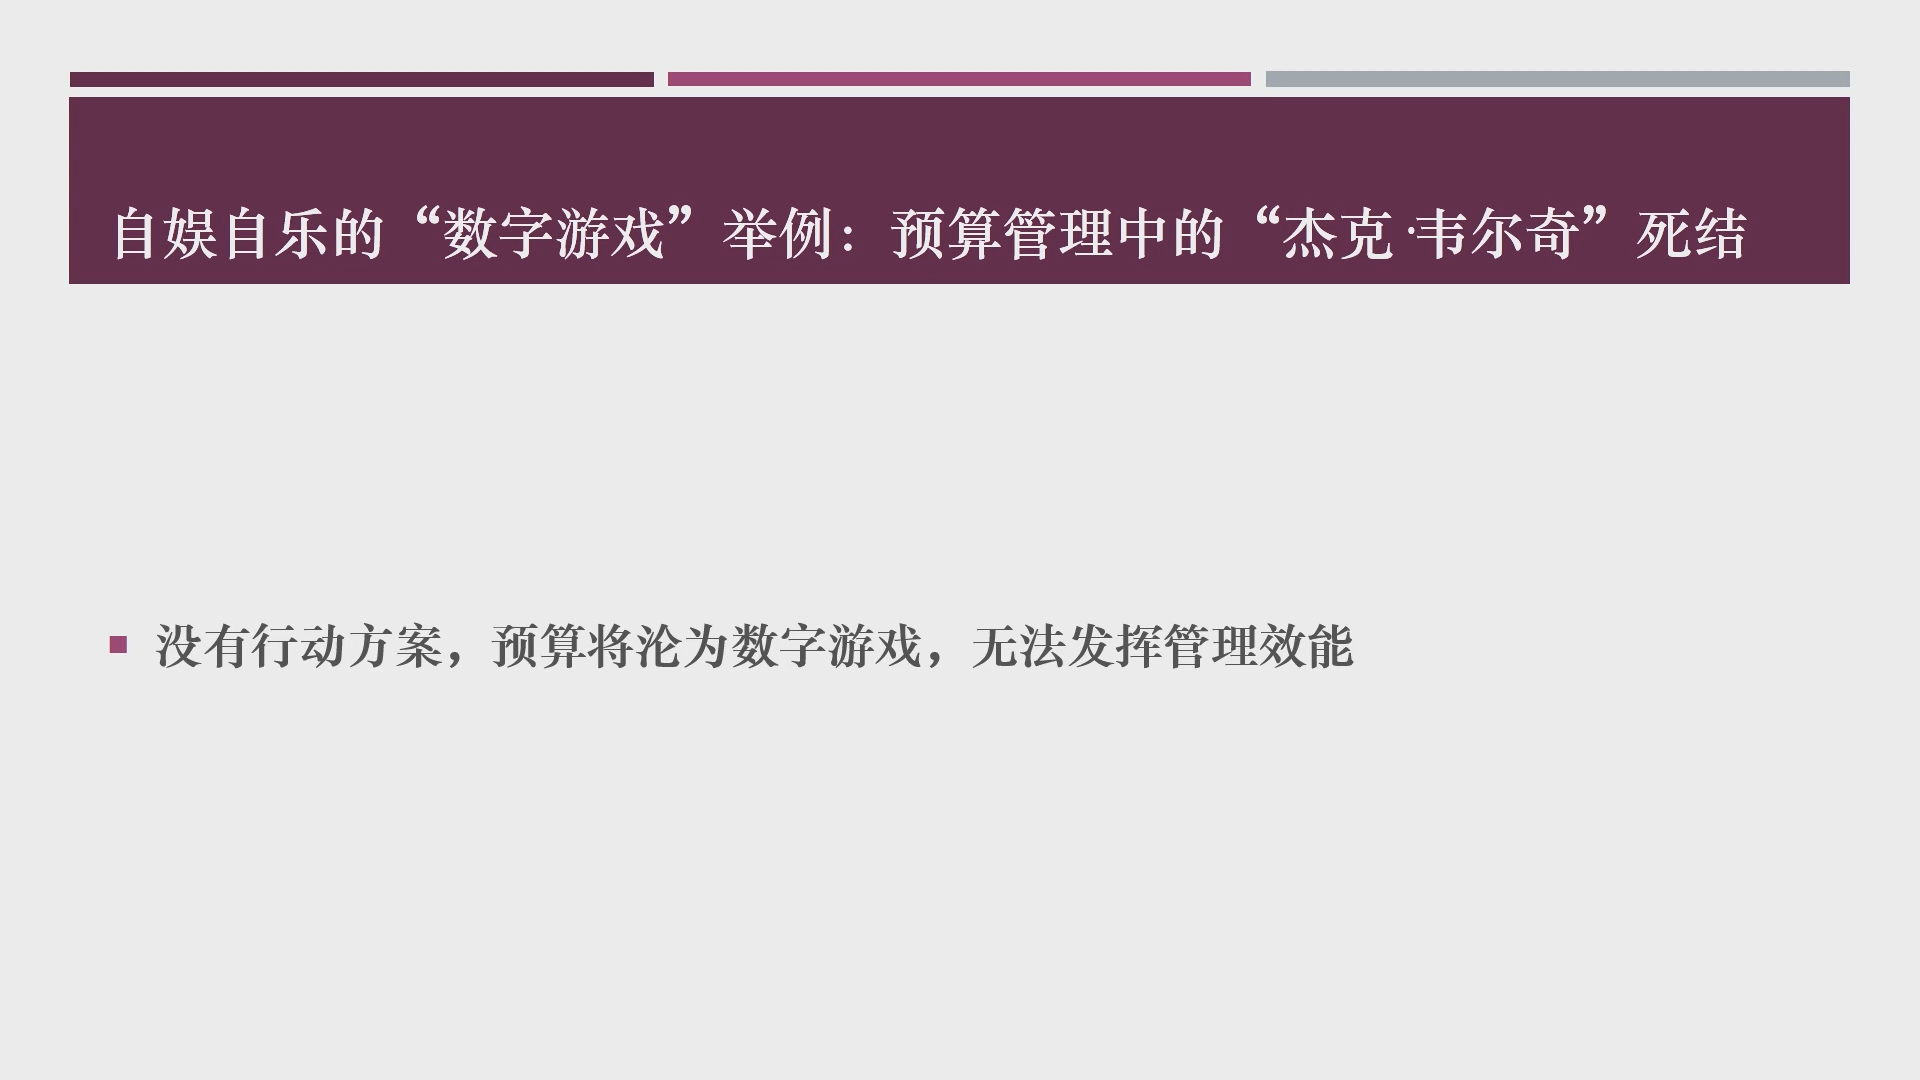 自娱自乐的“数字游戏”举例：预算管理中的“杰克·韦尔奇”死结
没有行动方案，预算将沦为数字游戏，无法发挥管理效能